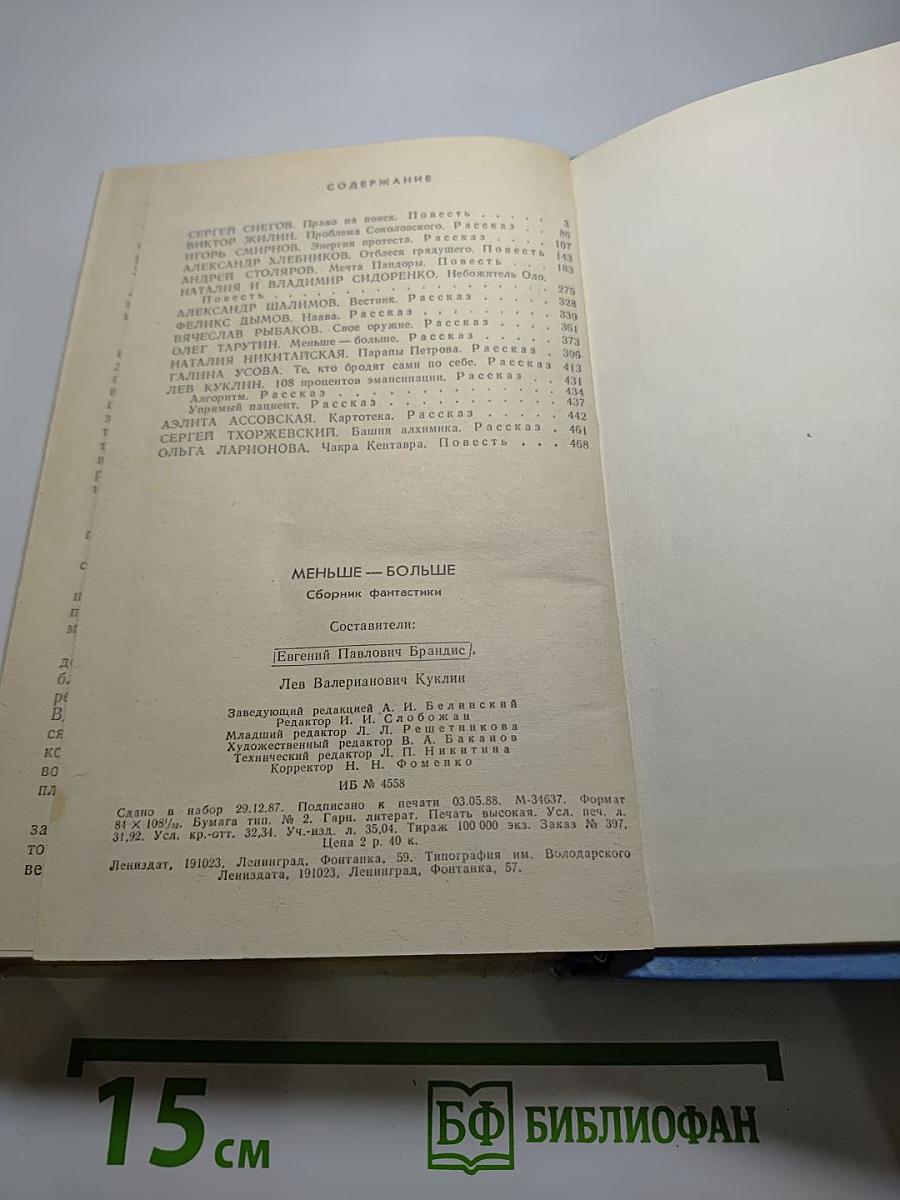 СОДЕРЖАНИЕ
СЕРГЕЙ СНЕГОВ. Право на поиск. Повесть . . . . . 3
ВИКТОР ЖИЛИН. Проблема Соколовского. Рассказ . . 86
ИГОРЬ СМИРНОВ. Энергия протеста. Рассказ . . . . 107
АЛЕКСАНДР ХЛЕБНИКОВ. Отблеск грядущего. Повесть 143
АНДРЕЙ СТОЛЯРОВ. Мечта Пандоры. Повесть . . . 183
НАТАЛИЯ И ВЛАДИМИР СИДОРЕНКО. Небожитель Оло.
Повесть . . . . . . . . . . . . . . . . 276
АЛЕКСАНДР ШАЛИМОВ. Вестник. Рассказ . . . . . 328
ФЕЛИКС ДЫМОВ. Наава. Рассказ . . . . . . . . 339
ВЯЧЕСЛАВ РЫБАКОВ. Свое оружие. Рассказ . . . . 361
ОЛЕГ ТАРУТИН. Меньше — больше. Рассказ . . . . . 373
НАТАЛИЯ НИКИТАЙСКАЯ. Парапы Петрова. Рассказ . 396
ГАЛИНА УСОВА. Те, кто бродят сами по себе. Рассказ 413
ЛЕВ КУКЛИН. 108 процентов эмансипации. Рассказ . . 431
Алгоритм. Рассказ . . . . . . . . . . . . 434
Упрямый пациент. Рассказ . . . . . . . . . 437
АЭЛИТА АССОВСКАЯ. Картотека. Рассказ . . . . . 442
СЕРГЕЙ ТХОРЖЕВСКИЙ. Башня алхимика. Рассказ . 461
ОЛЬГА ЛАРИОНОВА. Чакра Кентавра. Повесть . . . 468
МЕНЬШЕ — БОЛЬШЕ
Сборник фантастики
Составители:
Евгений Павлович Брандис,
Лев Валерианович Куклин
Заведующий редакцией А. И. Белинский
Редактор И. И. Слобожан
Младший редактор Л. Л. Решетникова
Художественный редактор В. А. Баканов
Технический редактор Л. П. Никитина
Корректор Н. Н. Фоменко
ИБ № 4558
Сдано в набор 29.12.87. Подписано к печати 03.05.88. М-34637. Формат
84 × 108¹/₃₂. Бумага тип. № 2. Гарн. литерат. Печать высокая. Усл. печ. л.
31,92. Усл. кр.-отт. 32,34. Уч.-изд. л. 35,04. Тираж 100 000 экз. Заказ № 397.
Цена 2 р. 40 к.
Лениздат, 191023, Ленинград, Фонтанка, 59. Типография им. Володарского
Лениздата, 191023, Ленинград, Фонтанка, 57.
15 см
БФ БИБЛИОФАН